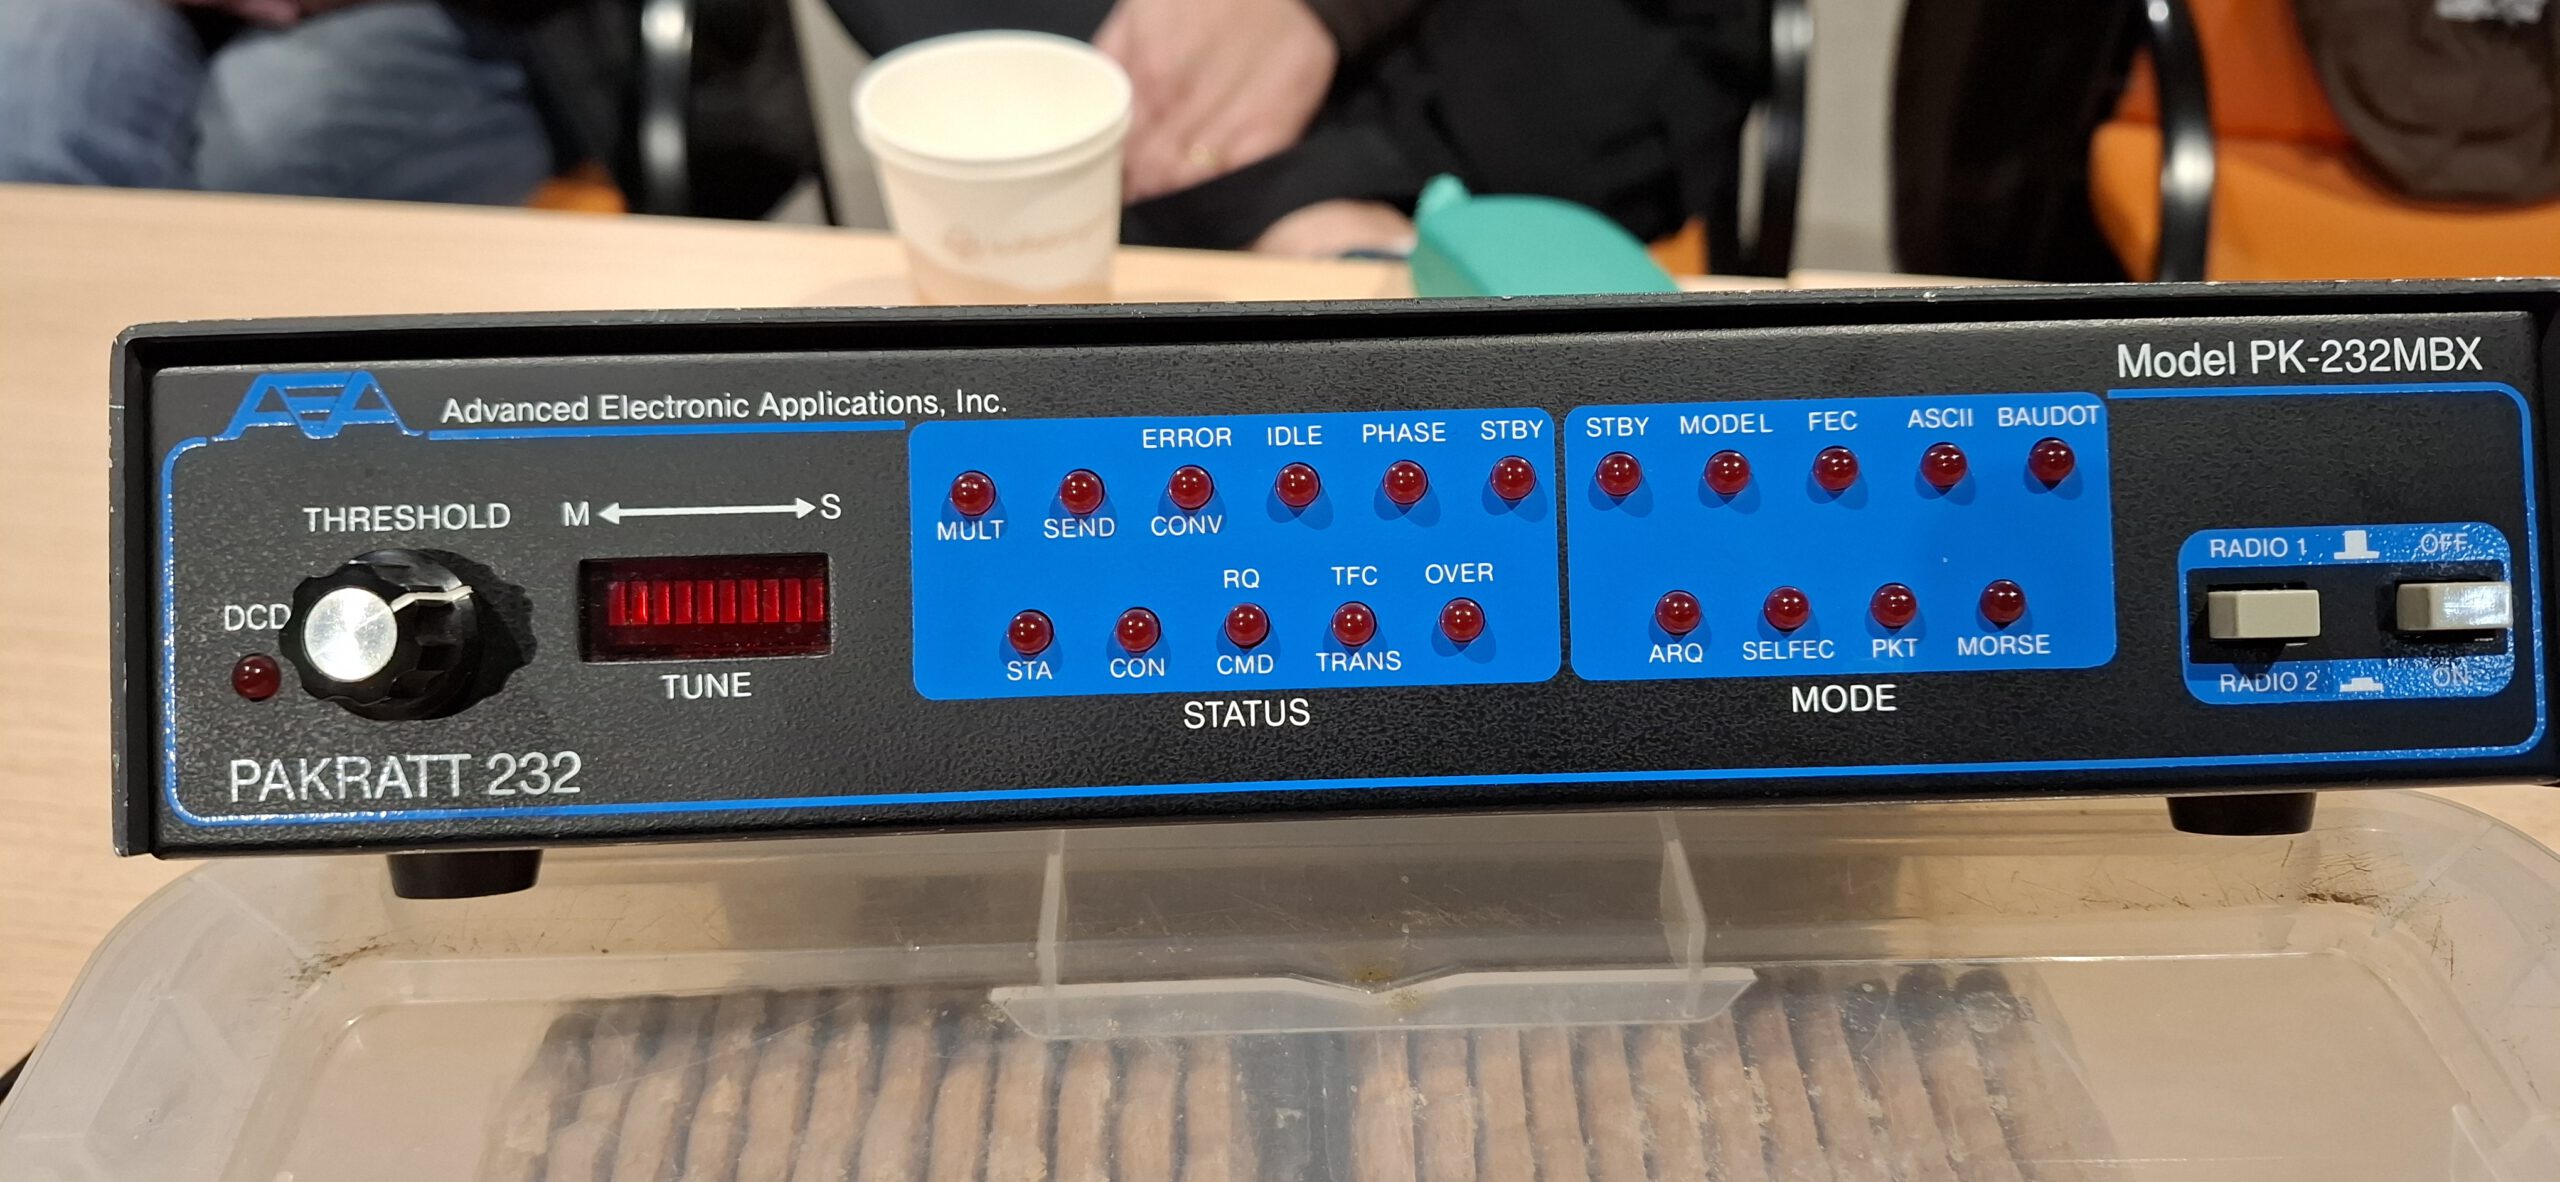 AEA
Advanced Electronic Applications, Inc.
Model PK-232MBX
THRESHOLD
M S
DCD
TUNE
PAKRATT 232
ERROR IDLE PHASE STBY
MULT SEND CONV
RQ TFC OVER
STA CON CMD TRANS
STATUS
STBY MODEL FEC ASCII BAUDOT
ARQ SELFEC PKT MORSE
MODE
RADIO 1 OFF
RADIO 2 ON